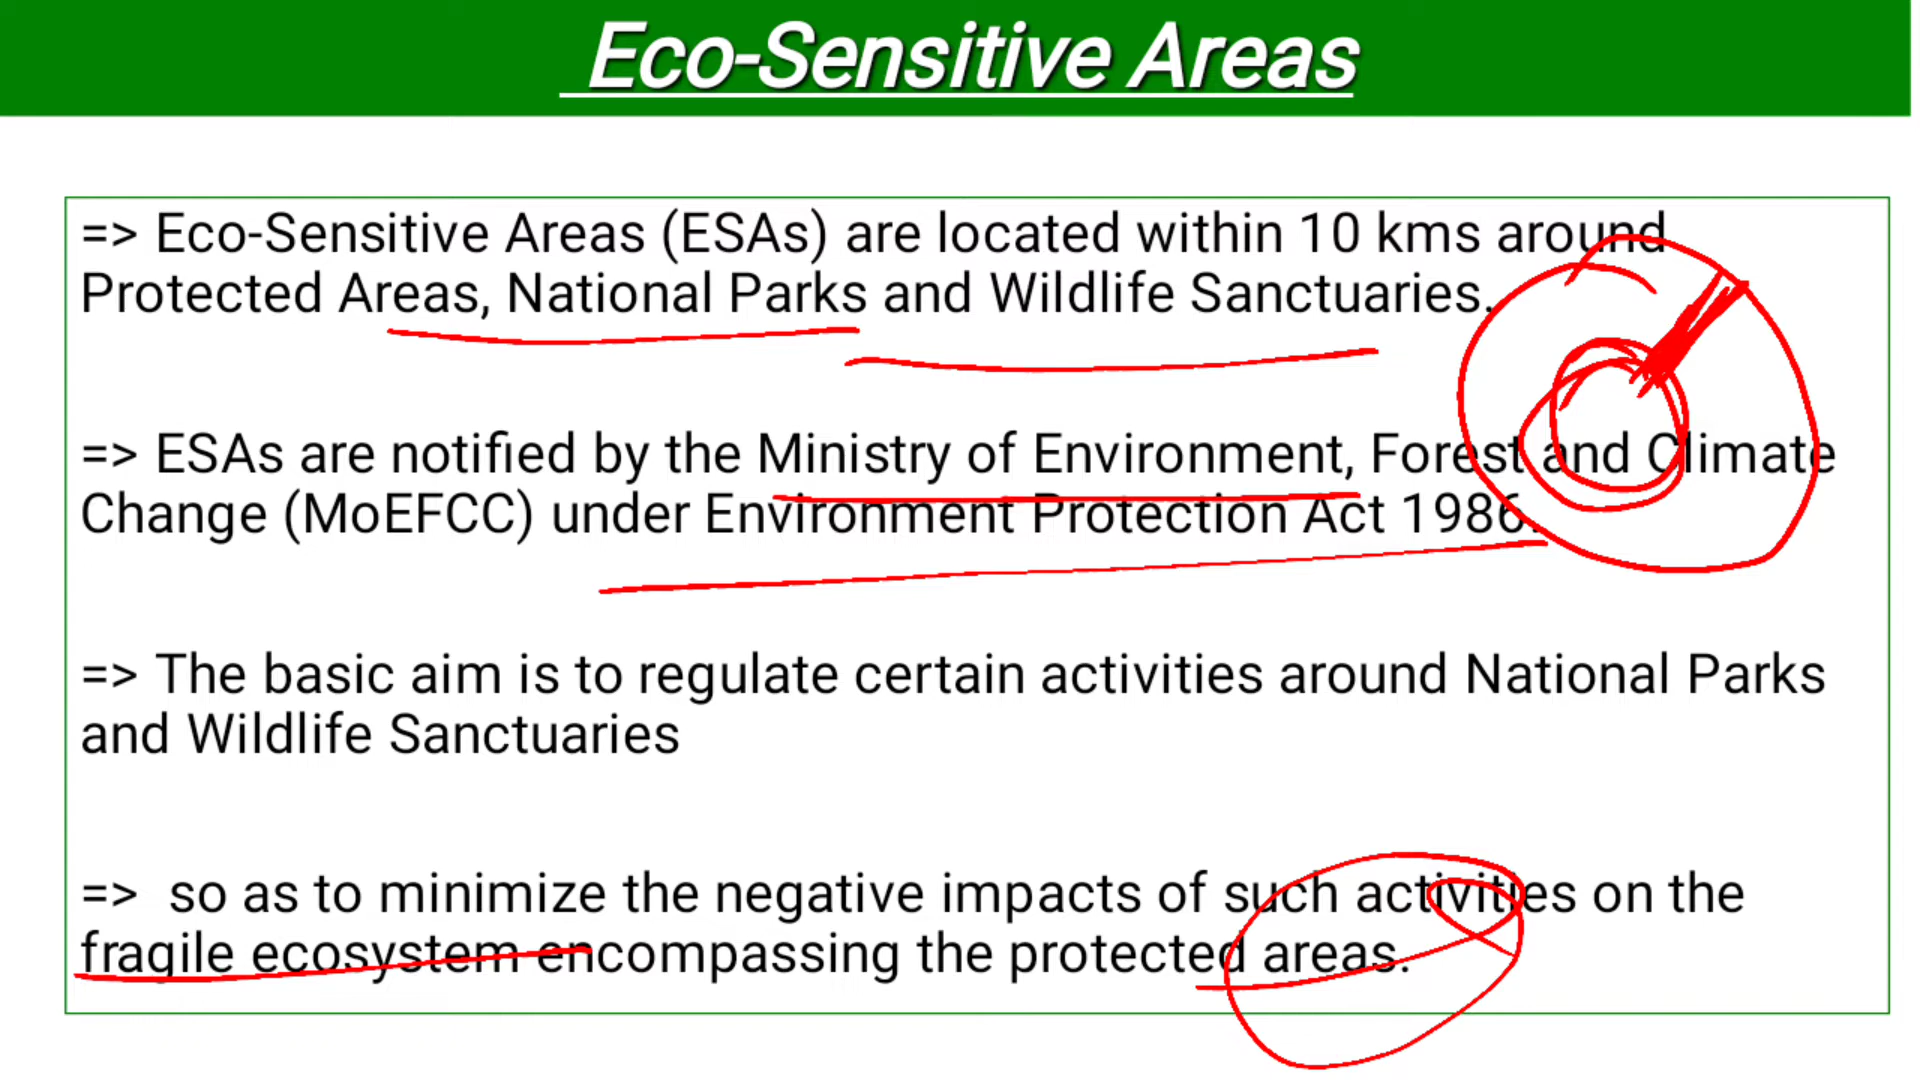 Eco-Sensitive Areas
=> Eco-Sensitive Areas (ESAs) are located within 10 kms around
Protected Areas, National Parks and Wildlife Sanctuaries.
=> ESAs are notified by the Ministry of Environment, Forest and Climate
Change (MoEFCC) under Environment Protection Act 1986.
=> The basic aim is to regulate certain activities around National Parks
and Wildlife Sanctuaries
=> so as to minimize the negative impacts of such activities on the
fragile ecosystem encompassing the protected areas.